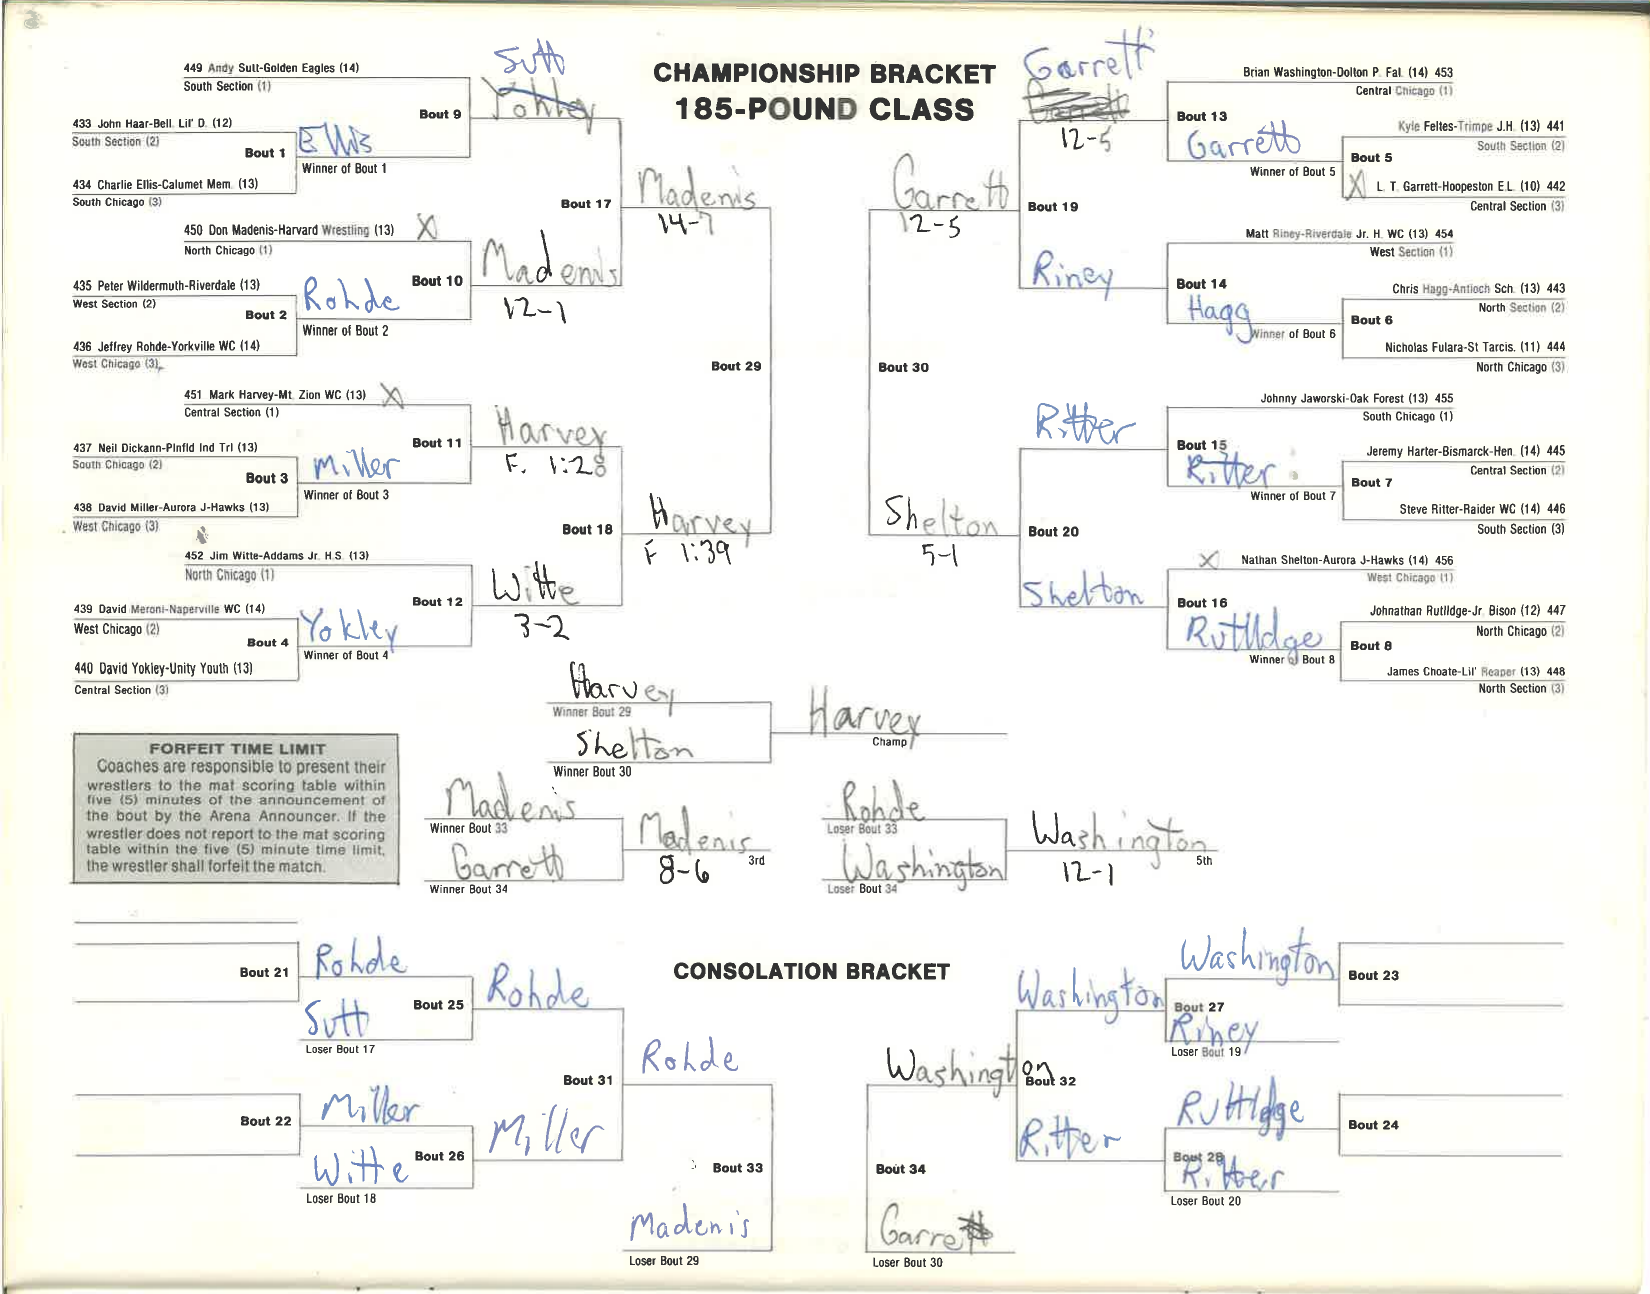 CHAMPIONSHIP BRACKET
185-POUND CLASS
449 Andy Sutt-Golden Eagles (14)
South Section (1)
Bout 9
Sutt
Yokley
433 John Haar-Bell. Lil' D. (12)
South Section (2)
Bout 1
Ellis
Winner of Bout 1
434 Charlie Ellis-Calumet Mem. (13)
South Chicago (3)
Bout 17
Madenis
14-7
450 Don Madenis-Harvard Wrestling (13) X
North Chicago (1)
Bout 10
Madenis
12-1
435 Peter Wildermuth-Riverdale (13)
West Section (2)
Bout 2
Rohde
Winner of Bout 2
436 Jeffrey Rohde-Yorkville WC (14)
West Chicago (3)
Bout 29
451 Mark Harvey-Mt. Zion WC (13) X
Central Section (1)
Bout 11
Harvey
F. 1:28
437 Neil Dickann-Plnfld Ind Trl (13)
South Chicago (2)
Bout 3
Miller
Winner of Bout 3
438 David Miller-Aurora J-Hawks (13)
West Chicago (3)
Bout 18
Harvey
F 1:39
452 Jim Witte-Addams Jr. H.S. (13)
North Chicago (1)
Bout 12
Witte
3-2
439 David Meroni-Naperville WC (14)
West Chicago (2)
Bout 4
Yokley
Winner of Bout 4
440 David Yokley-Unity Youth (13)
Central Section (3)
Garrett
12-5
Brian Washington-Dolton P. Fal. (14) 453
Central Chicago (1)
Bout 13
Garrett
Winner of Bout 5
Kyle Feltes-Trimpe J.H. (13) 441
South Section (2)
Bout 5
X L. T. Garrett-Hoopeston E.L. (10) 442
Central Section (3)
Garrett
12-5
Bout 19
Matt Riney-Riverdale Jr. H. WC (13) 454
West Section (1)
Riney
Bout 14
Hagg
Winner of Bout 6
Chris Hagg-Antioch Sch. (13) 443
North Section (2)
Bout 6
Nicholas Fulara-St Tarcis. (11) 444
North Chicago (3)
Bout 30
Johnny Jaworski-Oak Forest (13) 455
South Chicago (1)
Ritter
Bout 15
Ritter
Winner of Bout 7
Jeremy Harter-Bismarck-Hen. (14) 445
Central Section (2)
Bout 7
Steve Ritter-Raider WC (14) 446
South Section (3)
Shelton
5-1
Bout 20
X Nathan Shelton-Aurora J-Hawks (14) 456
West Chicago (1)
Shelton
Bout 16
Rutlldge
Winner of Bout 8
Johnathan Rutlldge-Jr. Bison (12) 447
North Chicago (2)
Bout 8
James Choate-Lil' Reaper (13) 448
North Section (3)
Harvey
Winner Bout 29
Shelton
Winner Bout 30
Harvey
Champ
FORFEIT TIME LIMIT
Coaches are responsible to present their
wrestlers to the mat scoring table within
five (5) minutes of the announcement of
the bout by the Arena Announcer. If the
wrestler does not report to the mat scoring
table within the five (5) minute time limit,
the wrestler shall forfeit the match.
Madenis
Winner Bout 33
Garrett
Winner Bout 34
Madenis
8-6
3rd
Rohde
Loser Bout 33
Washington
Loser Bout 34
Washington
12-1
5th
CONSOLATION BRACKET
Bout 21
Rohde
Sutt
Loser Bout 17
Bout 25
Rohde
Bout 22
Miller
Witte
Loser Bout 18
Bout 26
Miller
Bout 31
Rohde
Bout 33
Madenis
Loser Bout 29
Washington
Bout 23
Bout 27
Riney
Loser Bout 19
Washington
Bout 32
Washington
Ruttldge
Bout 24
Bout 28
Ritter
Loser Bout 20
Ritter
Bout 34
Garrett
Loser Bout 30